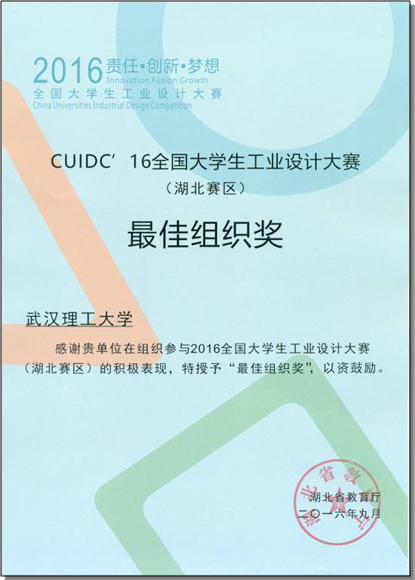 2016责任·创新·梦想
Innovation.Fusion.Growth
全国大学生工业设计大赛
China Universities Industrial Design Competition
CUIDC’16全国大学生工业设计大赛
（湖北赛区）
最佳组织奖
武汉理工大学
感谢贵单位在组织参与2016全国大学生工业设计大赛
（湖北赛区）的积极表现，特授予“最佳组织奖”，以资鼓励。
湖北省教育厅
湖北省教育厅
二〇一六年九月